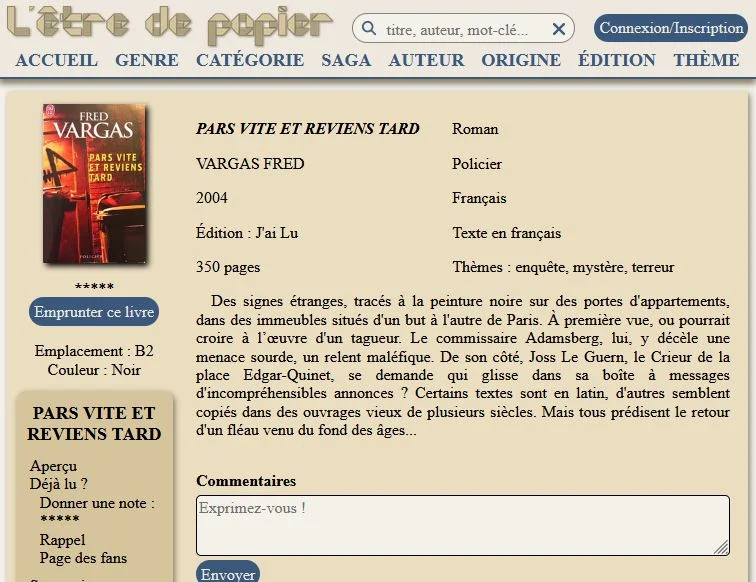 L'être de papier
titre, auteur, mot-clé...
Connexion/Inscription
ACCUEIL GENRE CATÉGORIE SAGA AUTEUR ORIGINE ÉDITION THÈME
FRED
VARGAS
PARS VITE
ET REVIENS
TARD
POLICIER
*****
Emprunter ce livre
Emplacement : B2
Couleur : Noir
PARS VITE ET
REVIENS TARD
Aperçu
Déjà lu ?
Donner une note :
*****
Rappel
Page des fans
PARS VITE ET REVIENS TARD Roman
VARGAS FRED Policier
2004 Français
Édition : J'ai Lu Texte en français
350 pages Thèmes : enquête, mystère, terreur
Des signes étranges, tracés à la peinture noire sur des portes d'appartements,
dans des immeubles situés d'un but à l'autre de Paris. À première vue, ou pourrait
croire à l’œuvre d'un tagueur. Le commissaire Adamsberg, lui, y décèle une
menace sourde, un relent maléfique. De son côté, Joss Le Guern, le Crieur de la
place Edgar-Quinet, se demande qui glisse dans sa boîte à messages
d'incompréhensibles annonces ? Certains textes sont en latin, d'autres semblent
copiés dans des ouvrages vieux de plusieurs siècles. Mais tous prédisent le retour
d'un fléau venu du fond des âges...
Commentaires
Exprimez-vous !
Envoyer